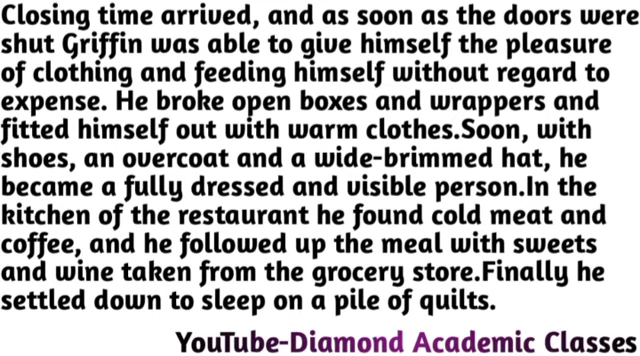 Closing time arrived, and as soon as the doors were
shut Griffin was able to give himself the pleasure
of clothing and feeding himself without regard to
expense. He broke open boxes and wrappers and
fitted himself out with warm clothes.Soon, with
shoes, an overcoat and a wide-brimmed hat, he
became a fully dressed and visible person.In the
kitchen of the restaurant he found cold meat and
coffee, and he followed up the meal with sweets
and wine taken from the grocery store.Finally he
settled down to sleep on a pile of quilts.
YouTube-Diamond Academic Classes